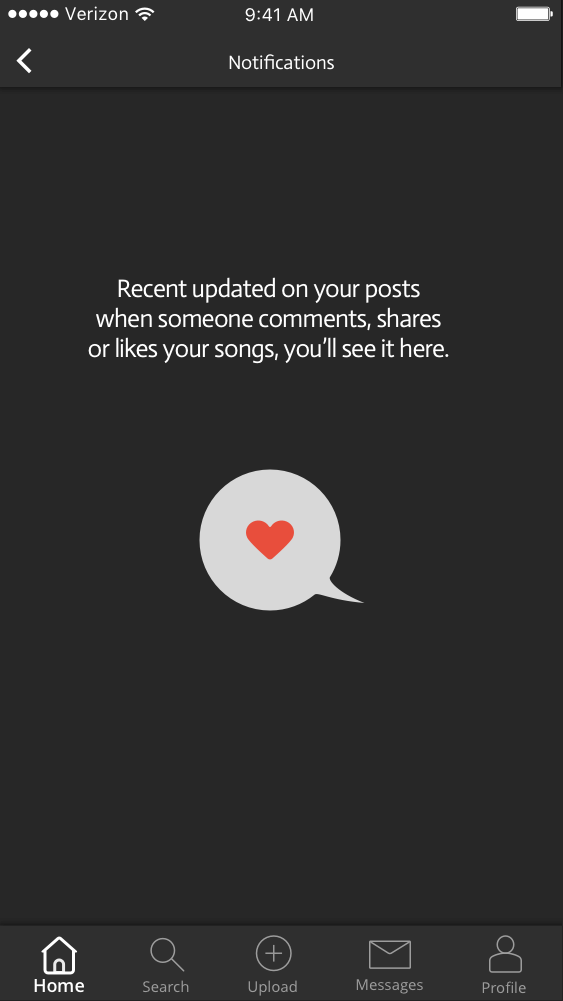 Verizon 9:41 AM
Notifications
Recent updated on your posts
when someone comments, shares
or likes your songs, you’ll see it here.
Home Search Upload Messages Profile